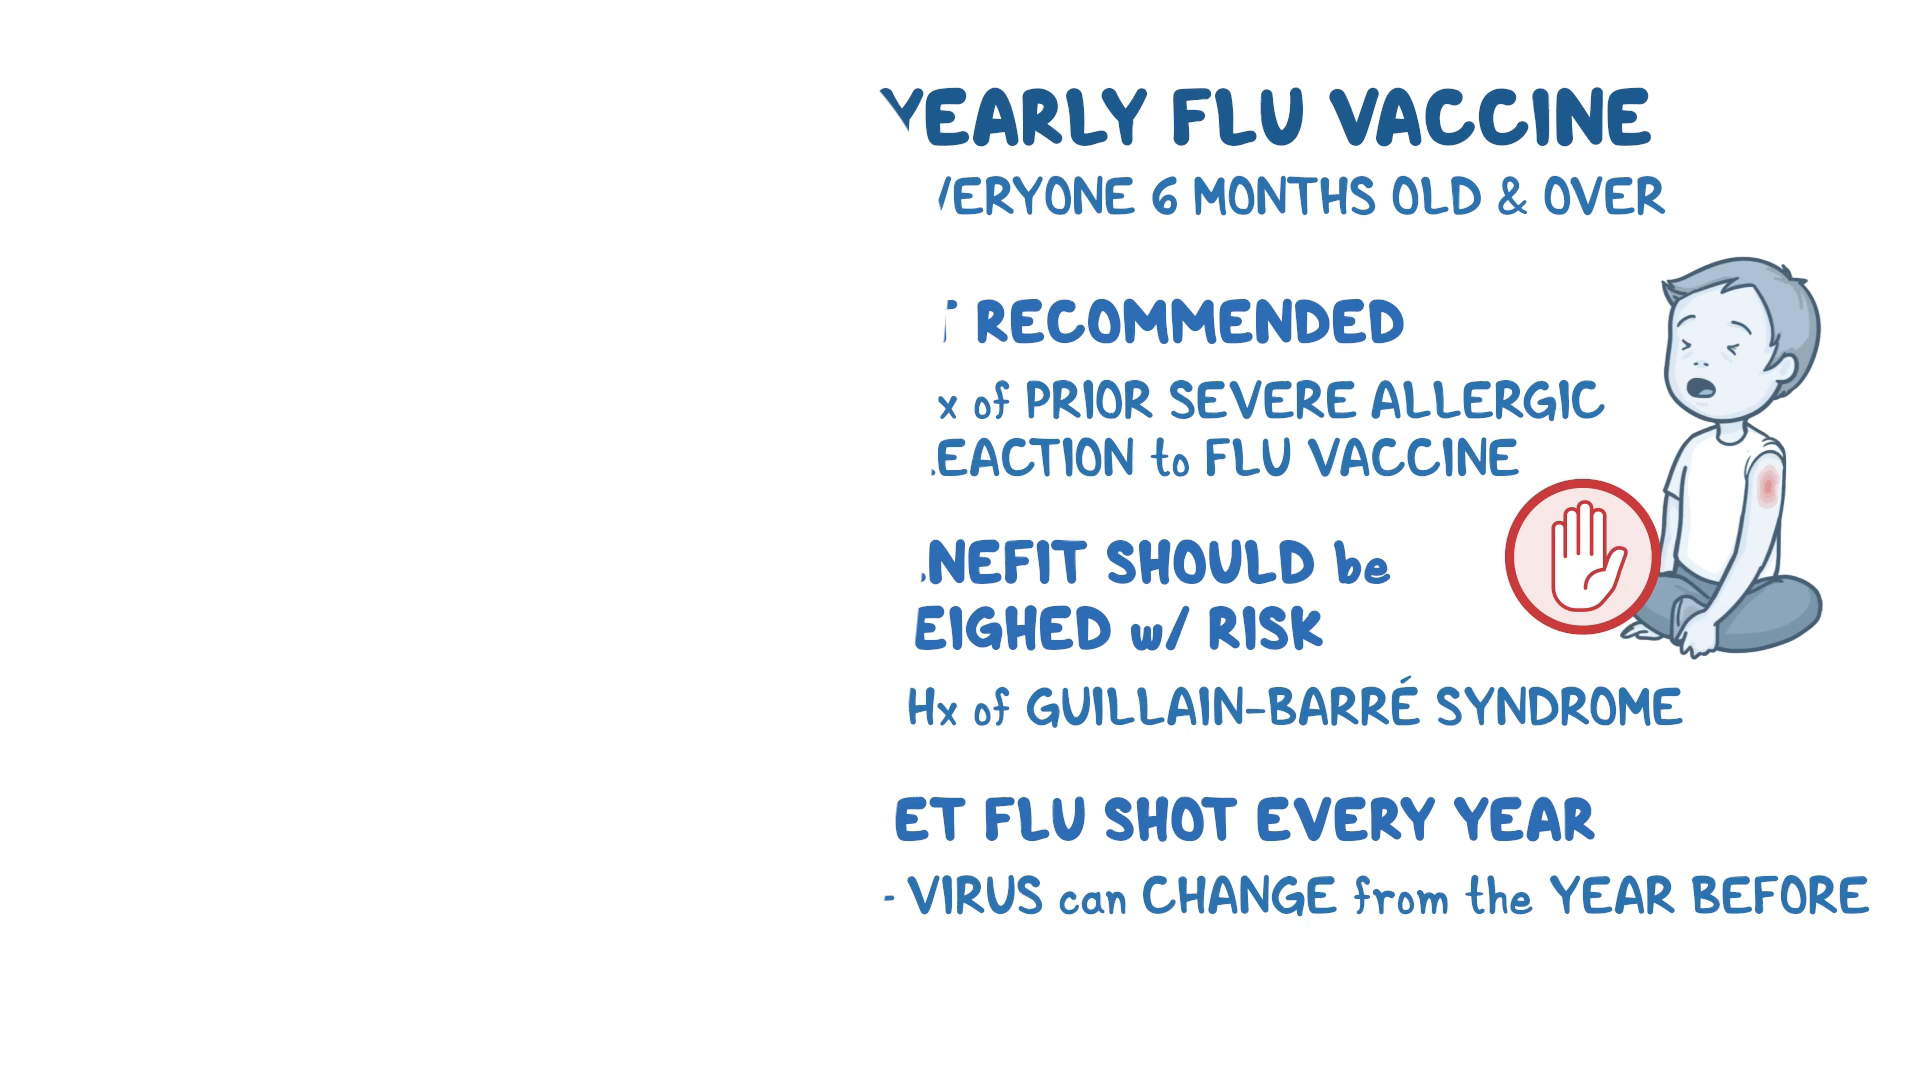 YEARLY FLU VACCINE
VERYONE 6 MONTHS OLD & OVER
RECOMMENDED
x of PRIOR SEVERE ALLERGIC
EACTION to FLU VACCINE
NEFIT SHOULD be
EIGHED w/ RISK
Hx of GUILLAIN-BARRÉ SYNDROME
ET FLU SHOT EVERY YEAR
- VIRUS can CHANGE from the YEAR BEFORE